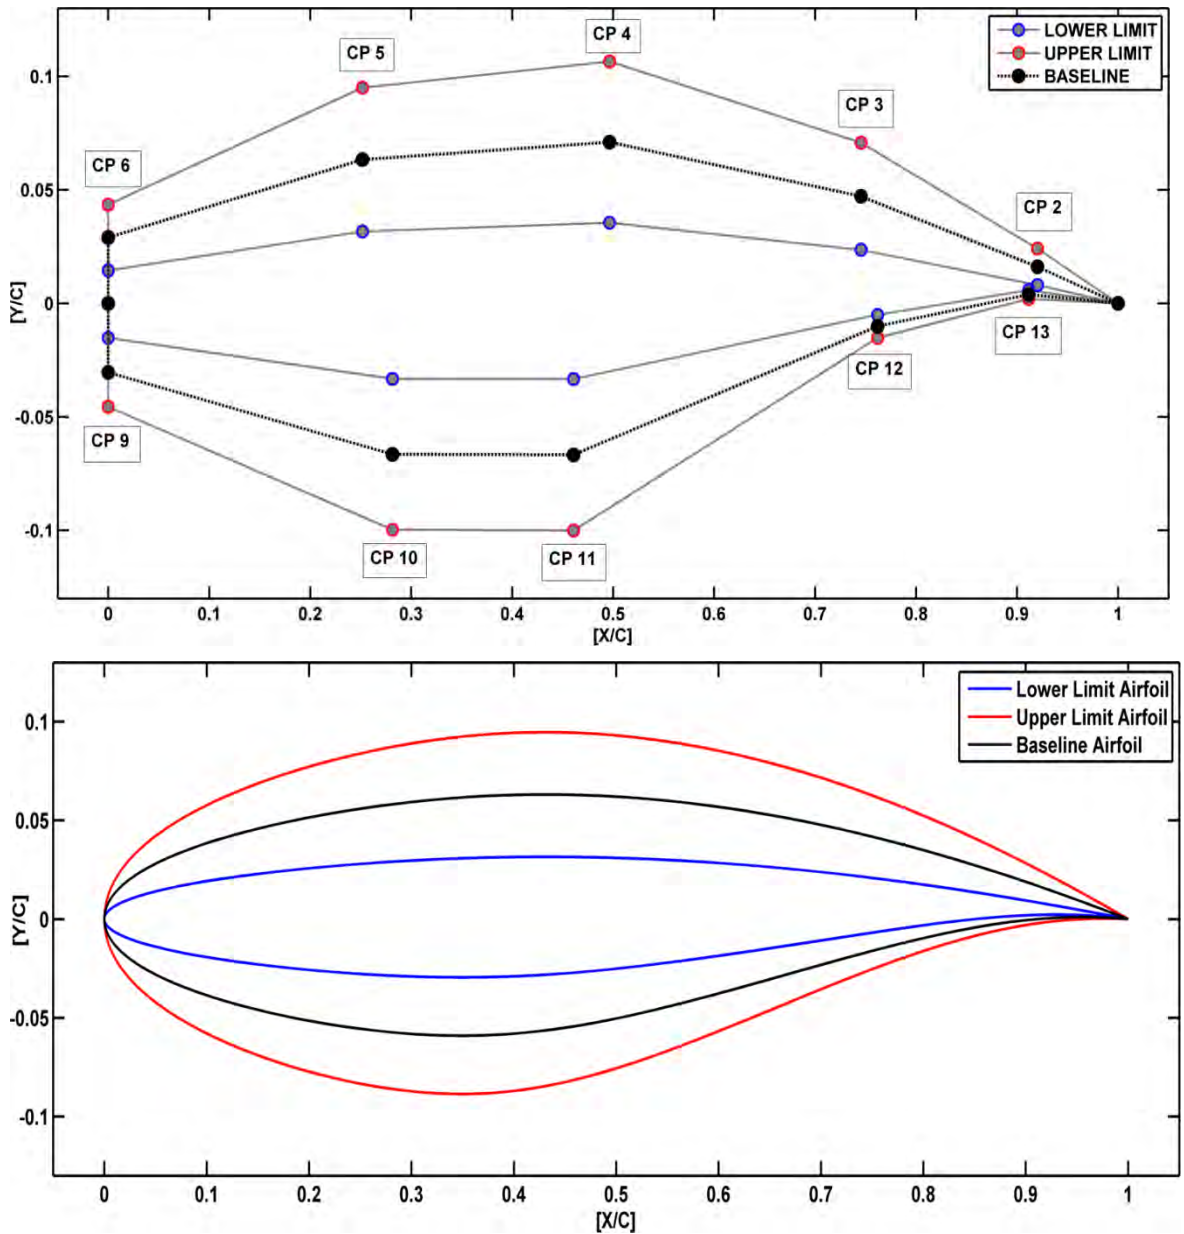 CP 4
LOWER LIMIT
UPPER LIMIT
BASELINE
CP 5
CP 3
CP 6
CP 2
CP 13
CP 12
CP 9
CP 10
CP 11
0.1
0.05
0
-0.05
-0.1
[Y/C]
0 0.1 0.2 0.3 0.4 0.5 0.6 0.7 0.8 0.9 1
[X/C]
Lower Limit Airfoil
Upper Limit Airfoil
Baseline Airfoil
0.1
0.05
0
-0.05
-0.1
[Y/C]
0 0.1 0.2 0.3 0.4 0.5 0.6 0.7 0.8 0.9 1
[X/C]